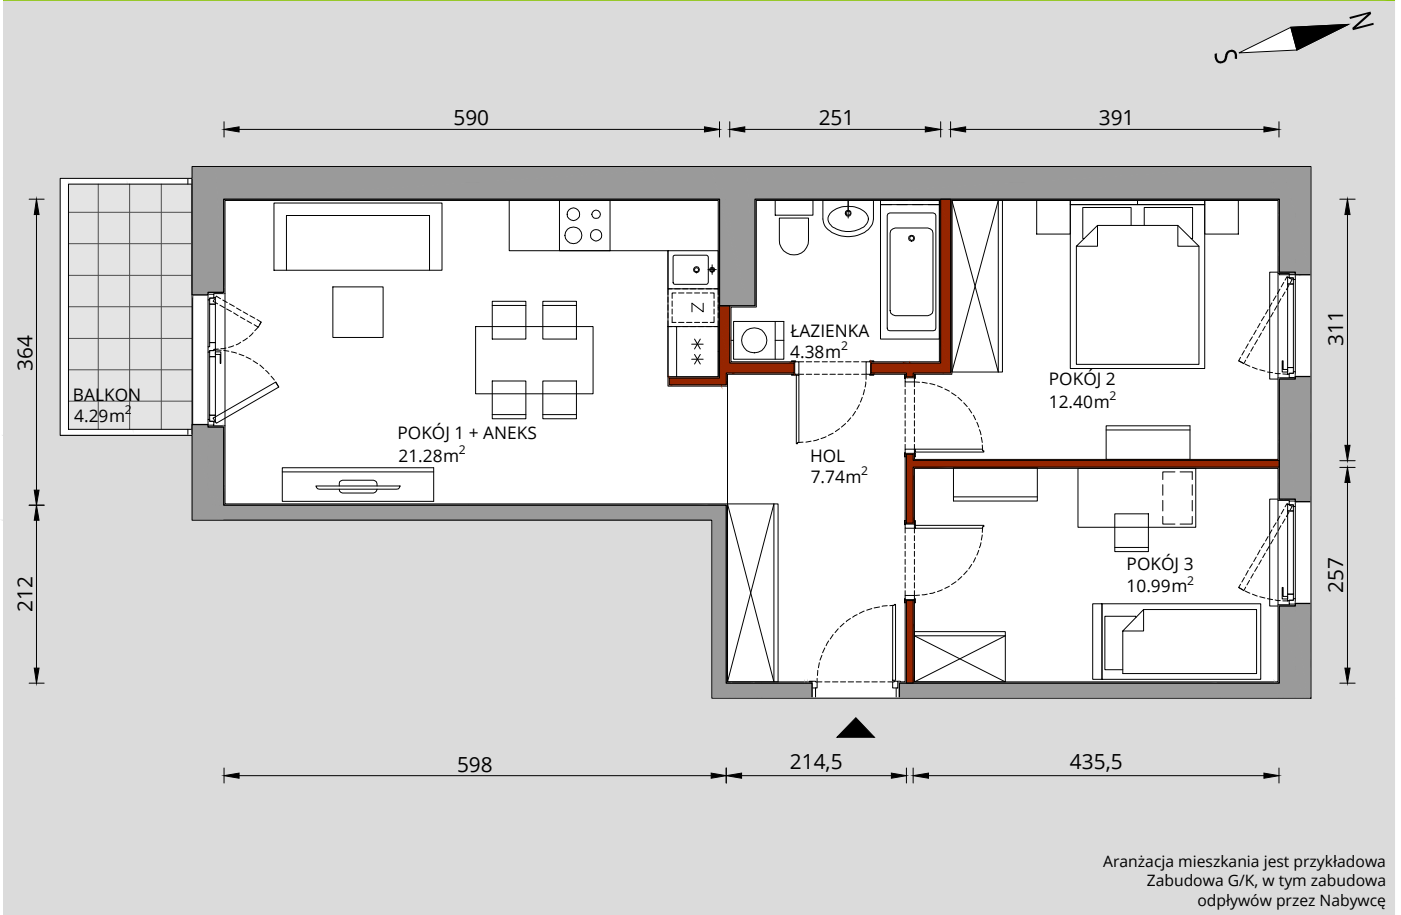 N
S
590
251
391
364
311
ŁAZIENKA
4.38m²
Z
BALKON
4.29m²
POKÓJ 2
12.40m²
POKÓJ 1 + ANEKS
21.28m²
HOL
7.74m²
POKÓJ 3
10.99m²
212
257
598
214,5
435,5
Aranżacja mieszkania jest przykładowa
Zabudowa G/K, w tym zabudowa
odpływów przez Nabywcę